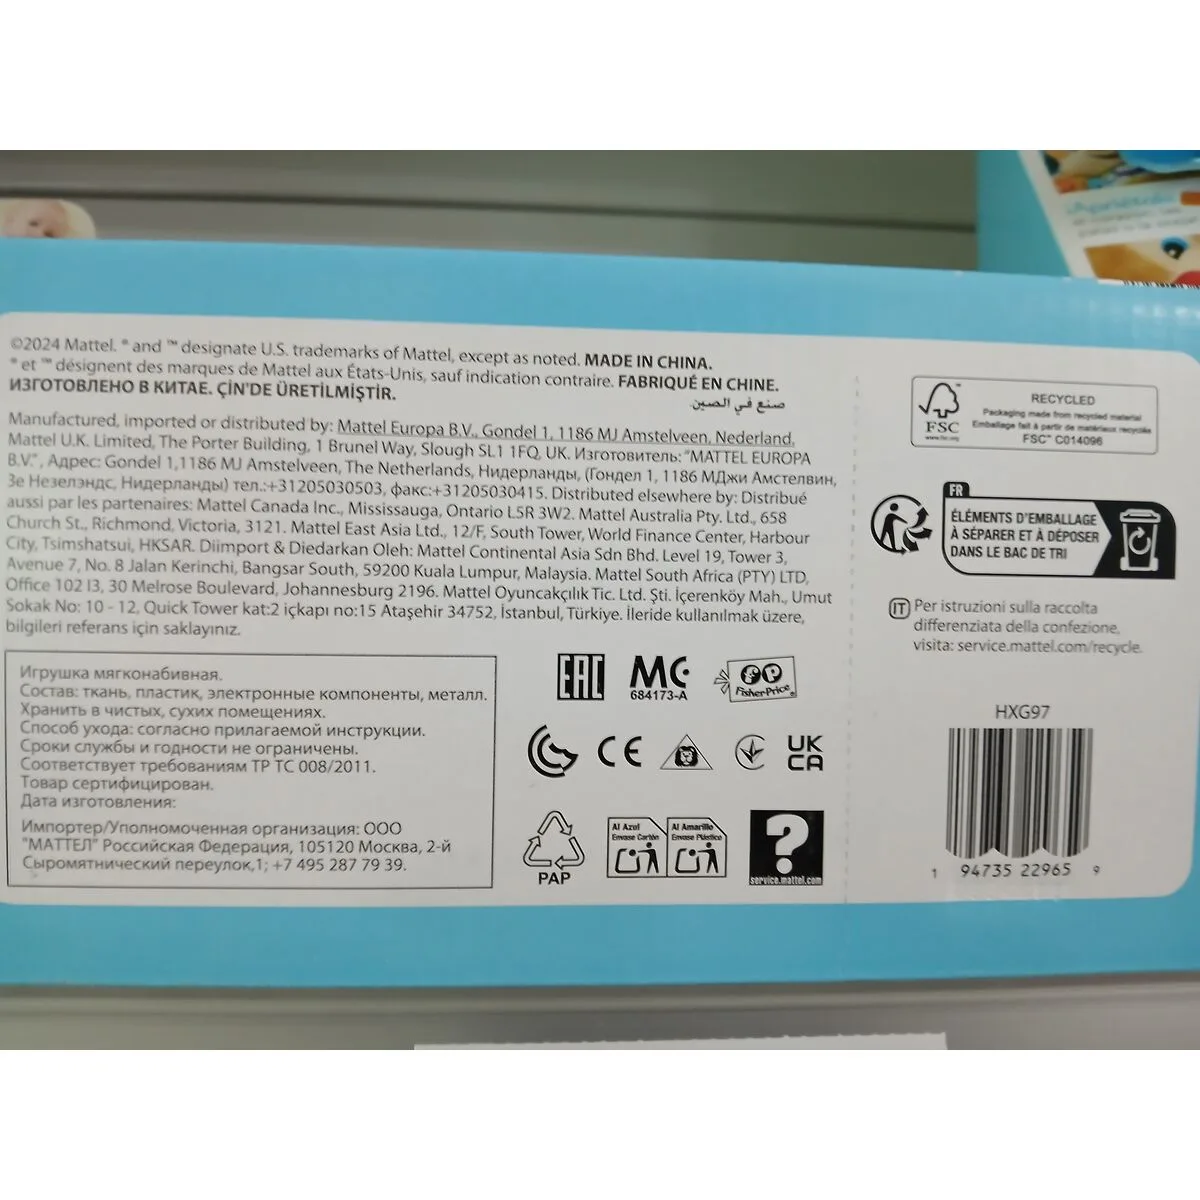 ©2024 Mattel. ® and ™ designate U.S. trademarks of Mattel, except as noted. MADE IN CHINA.
® et ™ désignent des marques de Mattel aux États-Unis, sauf indication contraire. FABRIQUÉ EN CHINE.
ИЗГОТОВЛЕНО В КИТАЕ. ÇİN'DE ÜRETİLMİŞTİR.
صنع في الصين.
Manufactured, imported or distributed by: Mattel Europa B.V., Gondel 1, 1186 MJ Amstelveen, Nederland,
Mattel U.K. Limited, The Porter Building, 1 Brunel Way, Slough SL1 1FQ, UK. Изготовитель: "MATTEL EUROPA
B.V.", Адрес: Gondel 1,1186 MJ Amstelveen, The Netherlands, Нидерланды, (Гондел 1, 1186 МДжи Амстелвин,
Зе Незелэндс, Нидерланды) тел.:+31205030503, факс:+31205030415. Distributed elsewhere by: Distribué
aussi par les partenaires: Mattel Canada Inc., Mississauga, Ontario L5R 3W2. Mattel Australia Pty. Ltd., 658
Church St., Richmond, Victoria, 3121. Mattel East Asia Ltd., 12/F, South Tower, World Finance Center, Harbour
City, Tsimshatsui, HKSAR. Diimport & Diedarkan Oleh: Mattel Continental Asia Sdn Bhd. Level 19, Tower 3,
Avenue 7, No. 8 Jalan Kerinchi, Bangsar South, 59200 Kuala Lumpur, Malaysia. Mattel South Africa (PTY) LTD,
Office 102 I3, 30 Melrose Boulevard, Johannesburg 2196. Mattel Oyuncakçılık Tic. Ltd. Şti. İçerenköy Mah., Umut
Sokak No: 10 - 12, Quick Tower kat:2 içkapı no:15 Ataşehir 34752, İstanbul, Türkiye. İleride kullanılmak üzere,
bilgileri referans için saklayınız.
Игрушка мягконабивная.
Состав: ткань, пластик, электронные компоненты, металл.
Хранить в чистых, сухих помещениях.
Способ ухода: согласно прилагаемой инструкции.
Сроки службы и годности не ограничены.
Соответствует требованиям ТР ТС 008/2011.
Товар сертифицирован.
Дата изготовления:
Импортер/Уполномоченная организация: ООО
"МАТТЕЛ" Российская Федерация, 105120 Москва, 2-й
Сыромятнический переулок,1; +7 495 287 79 39.
EAC
MC
684173-A
FP
Fisher-Price®
CE
UK
CA
PAP
Al Azul
Envase Cartón
Al Amarillo
Envase Plástico
?
service.mattel.com
FSC
www.fsc.org
RECYCLED
Packaging made from recycled material
Emballage fait à partir de matériaux recyclés
FSC™ C014096
FR
ÉLÉMENTS D'EMBALLAGE
À SÉPARER ET À DÉPOSER
DANS LE BAC DE TRI
IT Per istruzioni sulla raccolta
differenziata della confezione,
visita: service.mattel.com/recycle.
HXG97
1 94735 22965 9